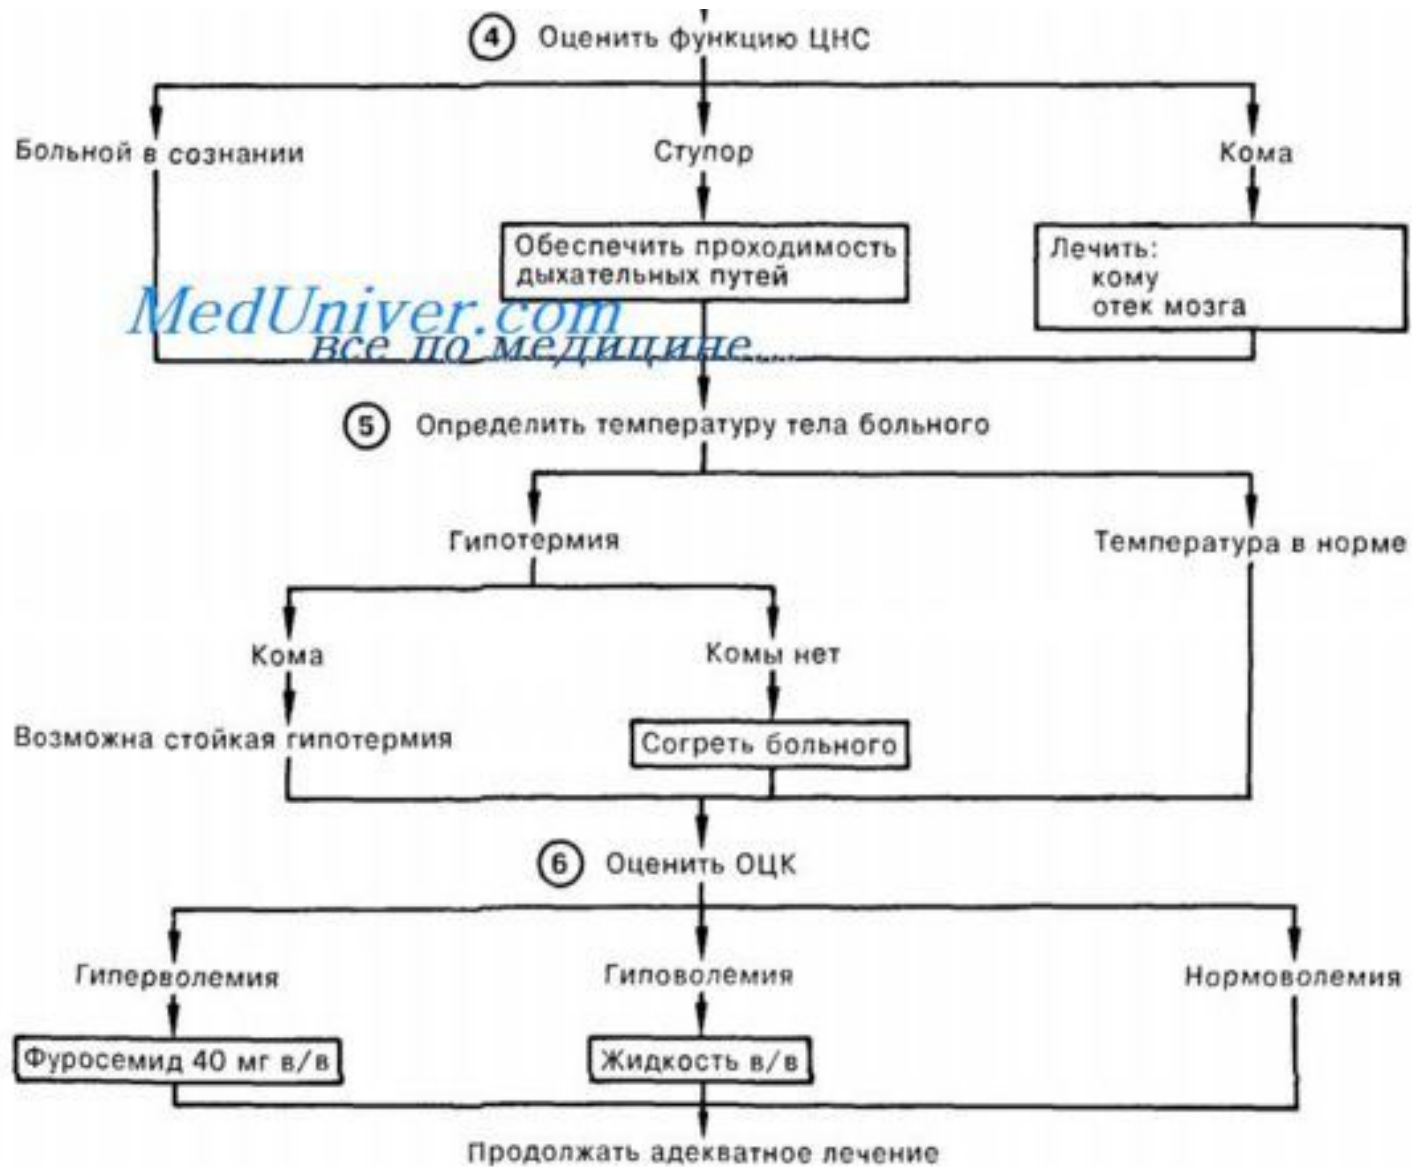 4 Оценить функцию ЦНС
Больной в сознании
Ступор
Кома
Обеспечить проходимость
дыхательных путей
Лечить:
кому
отек мозга
MedUniver.com
все по медицине...
5 Определить температуру тела больного
Гипотермия
Температура в норме
Кома
Комы нет
Возможна стойкая гипотермия
Согреть больного
6 Оценить ОЦК
Гиперволемия
Гиповолемия
Нормоволемия
Фуросемид 40 мг в/в
Жидкость в/в
Продолжать адекватное лечение